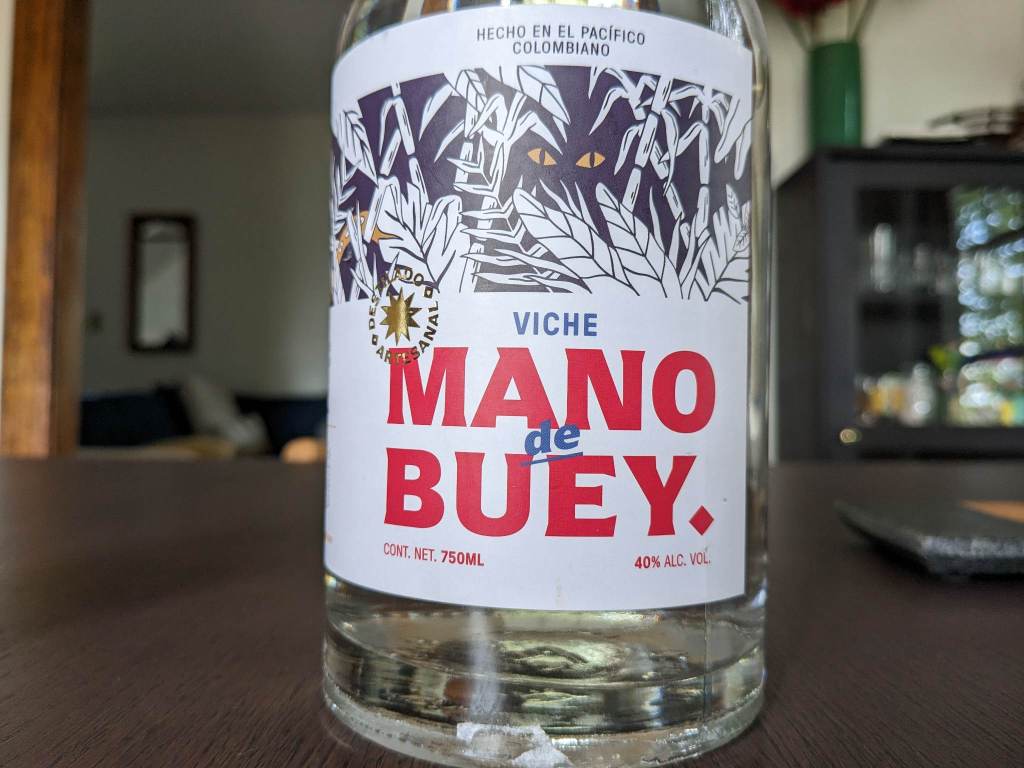 HECHO EN EL PACÍFICO
COLOMBIANO
DESTILADO
ARTESANAL
VICHE
MANO
de
BUEY.
CONT. NET. 750ML
40% ALC. VOL.